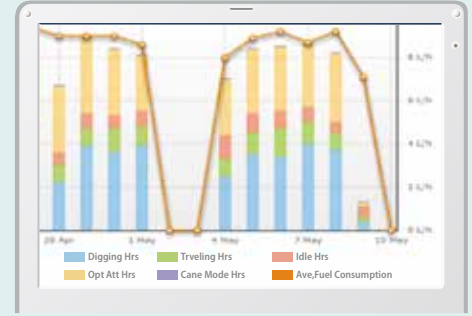 8 L/h
6 L/h
4 L/h
2 L/h
0 L/h
28 Apr 1 May 4 May 7 May 10 May
Digging Hrs Trveling Hrs Idle Hrs
Opt Att Hrs Cane Mode Hrs Ave,Fuel Consumption